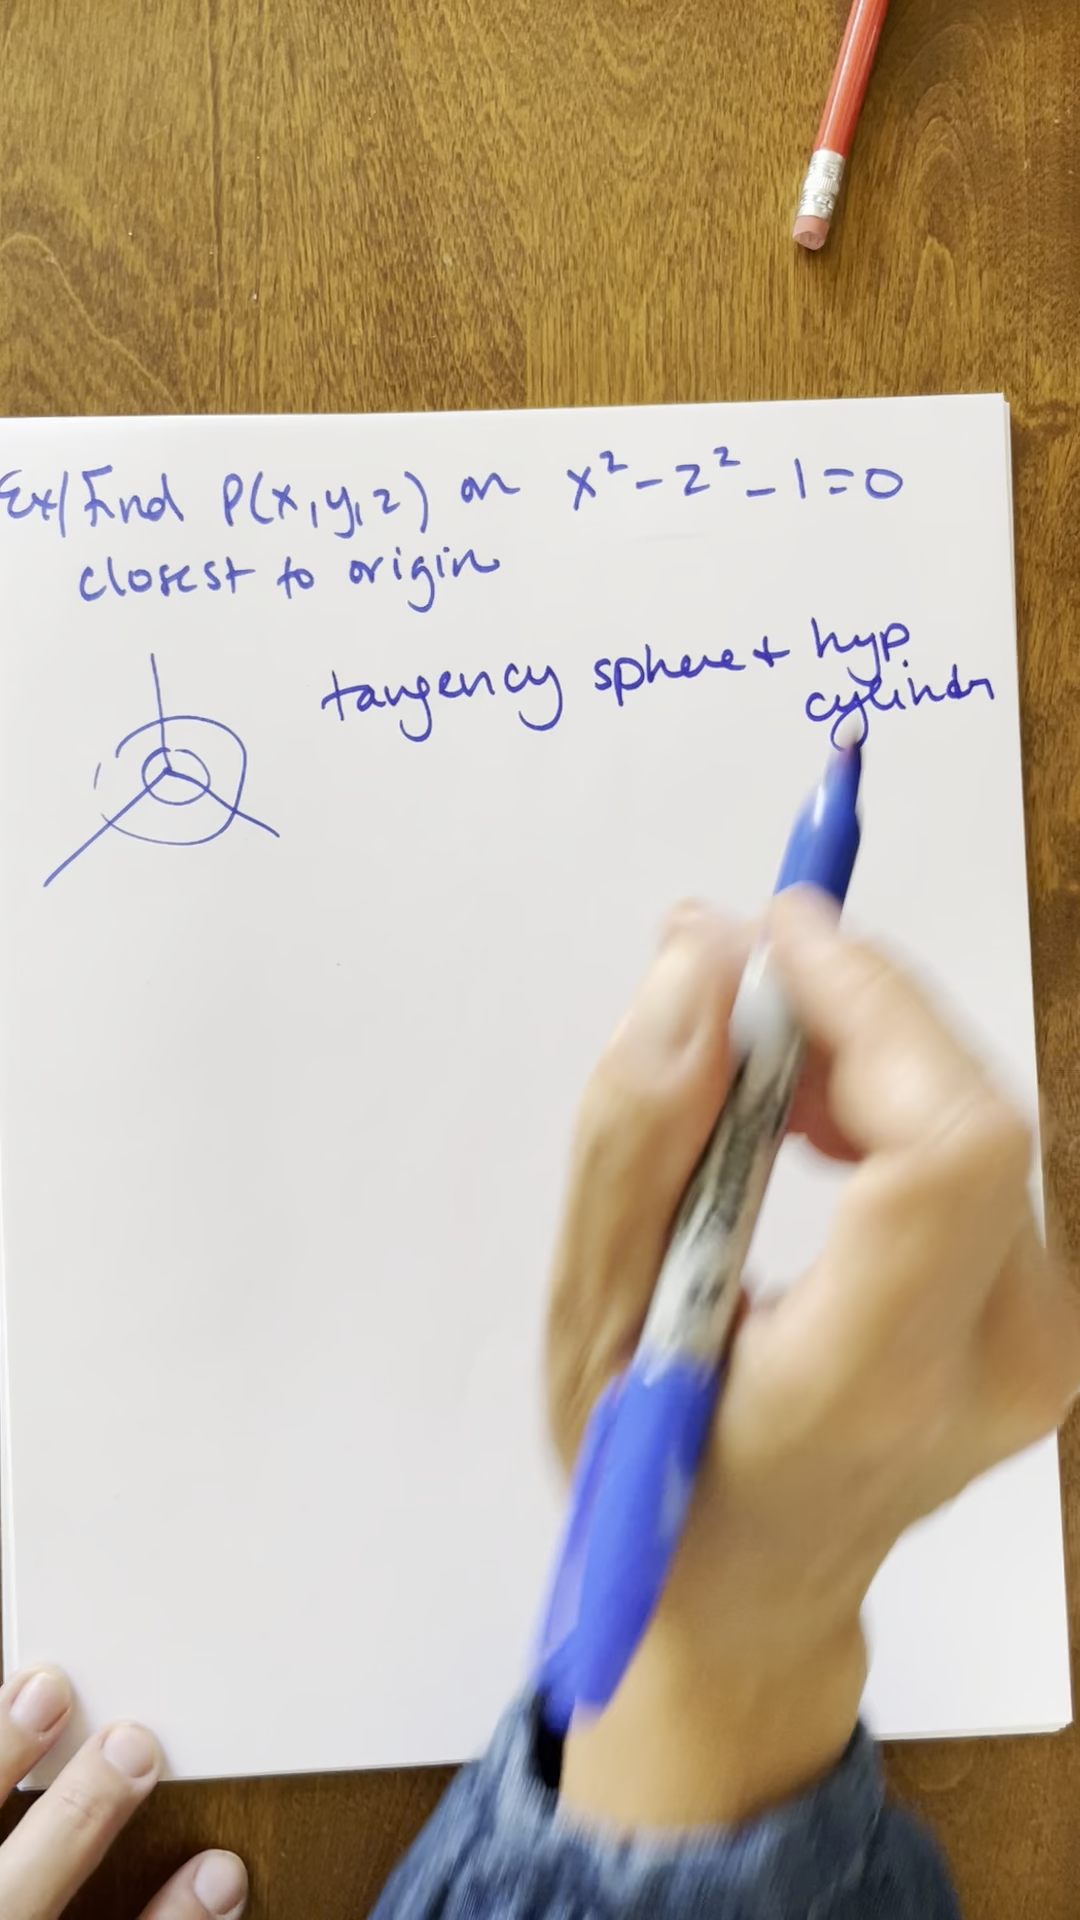 Ex/ Find P(x,y,z) on x² - z² - 1 = 0
closest to origin
tangency sphere + hyp
cylinder